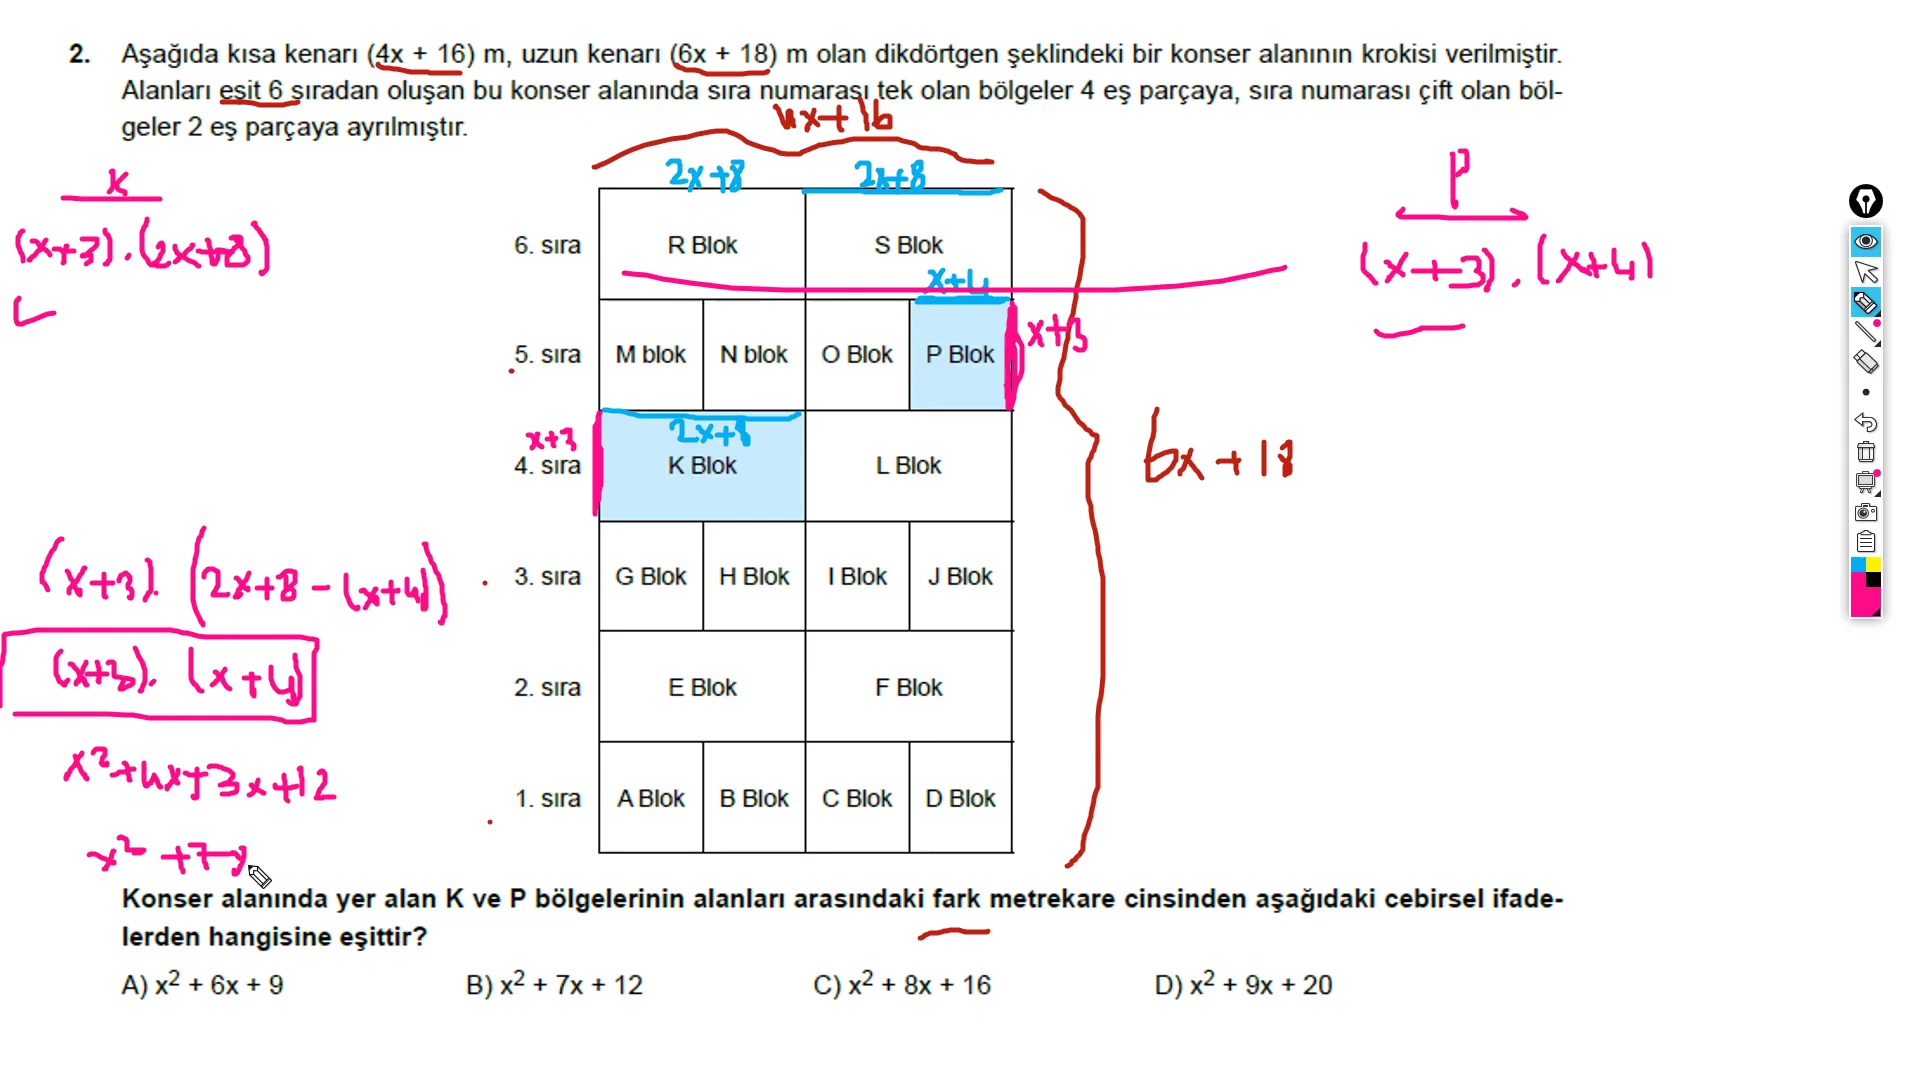 2. Aşağıda kısa kenarı (4x + 16) m, uzun kenarı (6x + 18) m olan dikdörtgen şeklindeki bir konser alanının krokisi verilmiştir.
Alanları eşit 6 sıradan oluşan bu konser alanında sıra numarası tek olan bölgeler 4 eş parçaya, sıra numarası çift olan böl-
geler 2 eş parçaya ayrılmıştır.
4x+16
2x+8 2x+8
K
(x+3).(2x+8)
P
(x+3).(x+4)
6. sıra R Blok S Blok
x+4
x+3
5. sıra M blok N blok O Blok P Blok
x+3 2x+8
4. sıra K Blok L Blok
6x+18
3. sıra G Blok H Blok I Blok J Blok
(x+3).(2x+8-(x+4))
(x+3).(x+4)
2. sıra E Blok F Blok
x²+4x+3x+12
1. sıra A Blok B Blok C Blok D Blok
x²+7x
Konser alanında yer alan K ve P bölgelerinin alanları arasındaki fark metrekare cinsinden aşağıdaki cebirsel ifade-
lerden hangisine eşittir?
A) x² + 6x + 9 B) x² + 7x + 12 C) x² + 8x + 16 D) x² + 9x + 20